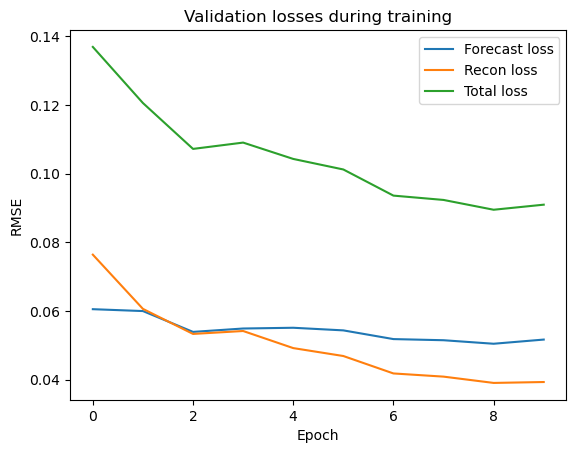 Validation losses during training
Forecast loss
Recon loss
Total loss
0.14
0.12
0.10
0.08
0.06
0.04
RMSE
0 2 4 6 8
Epoch